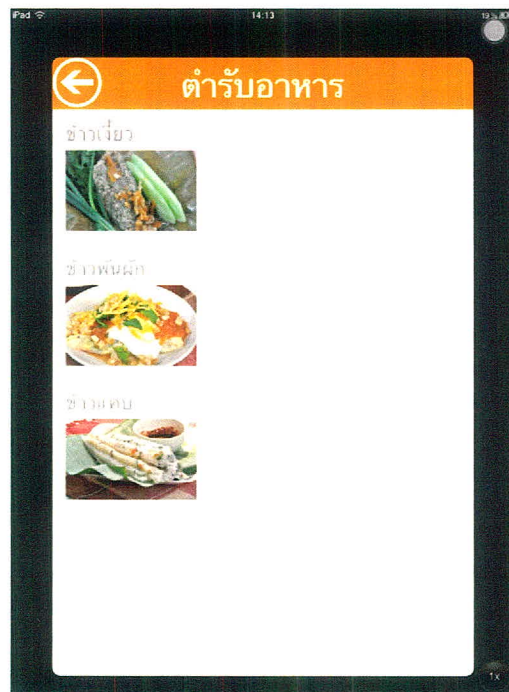 iPad 14:13 19%
ตำรับอาหาร
ข้าวเงี้ยว
ข้าวพันผัก
ข้าวแคบ
1x